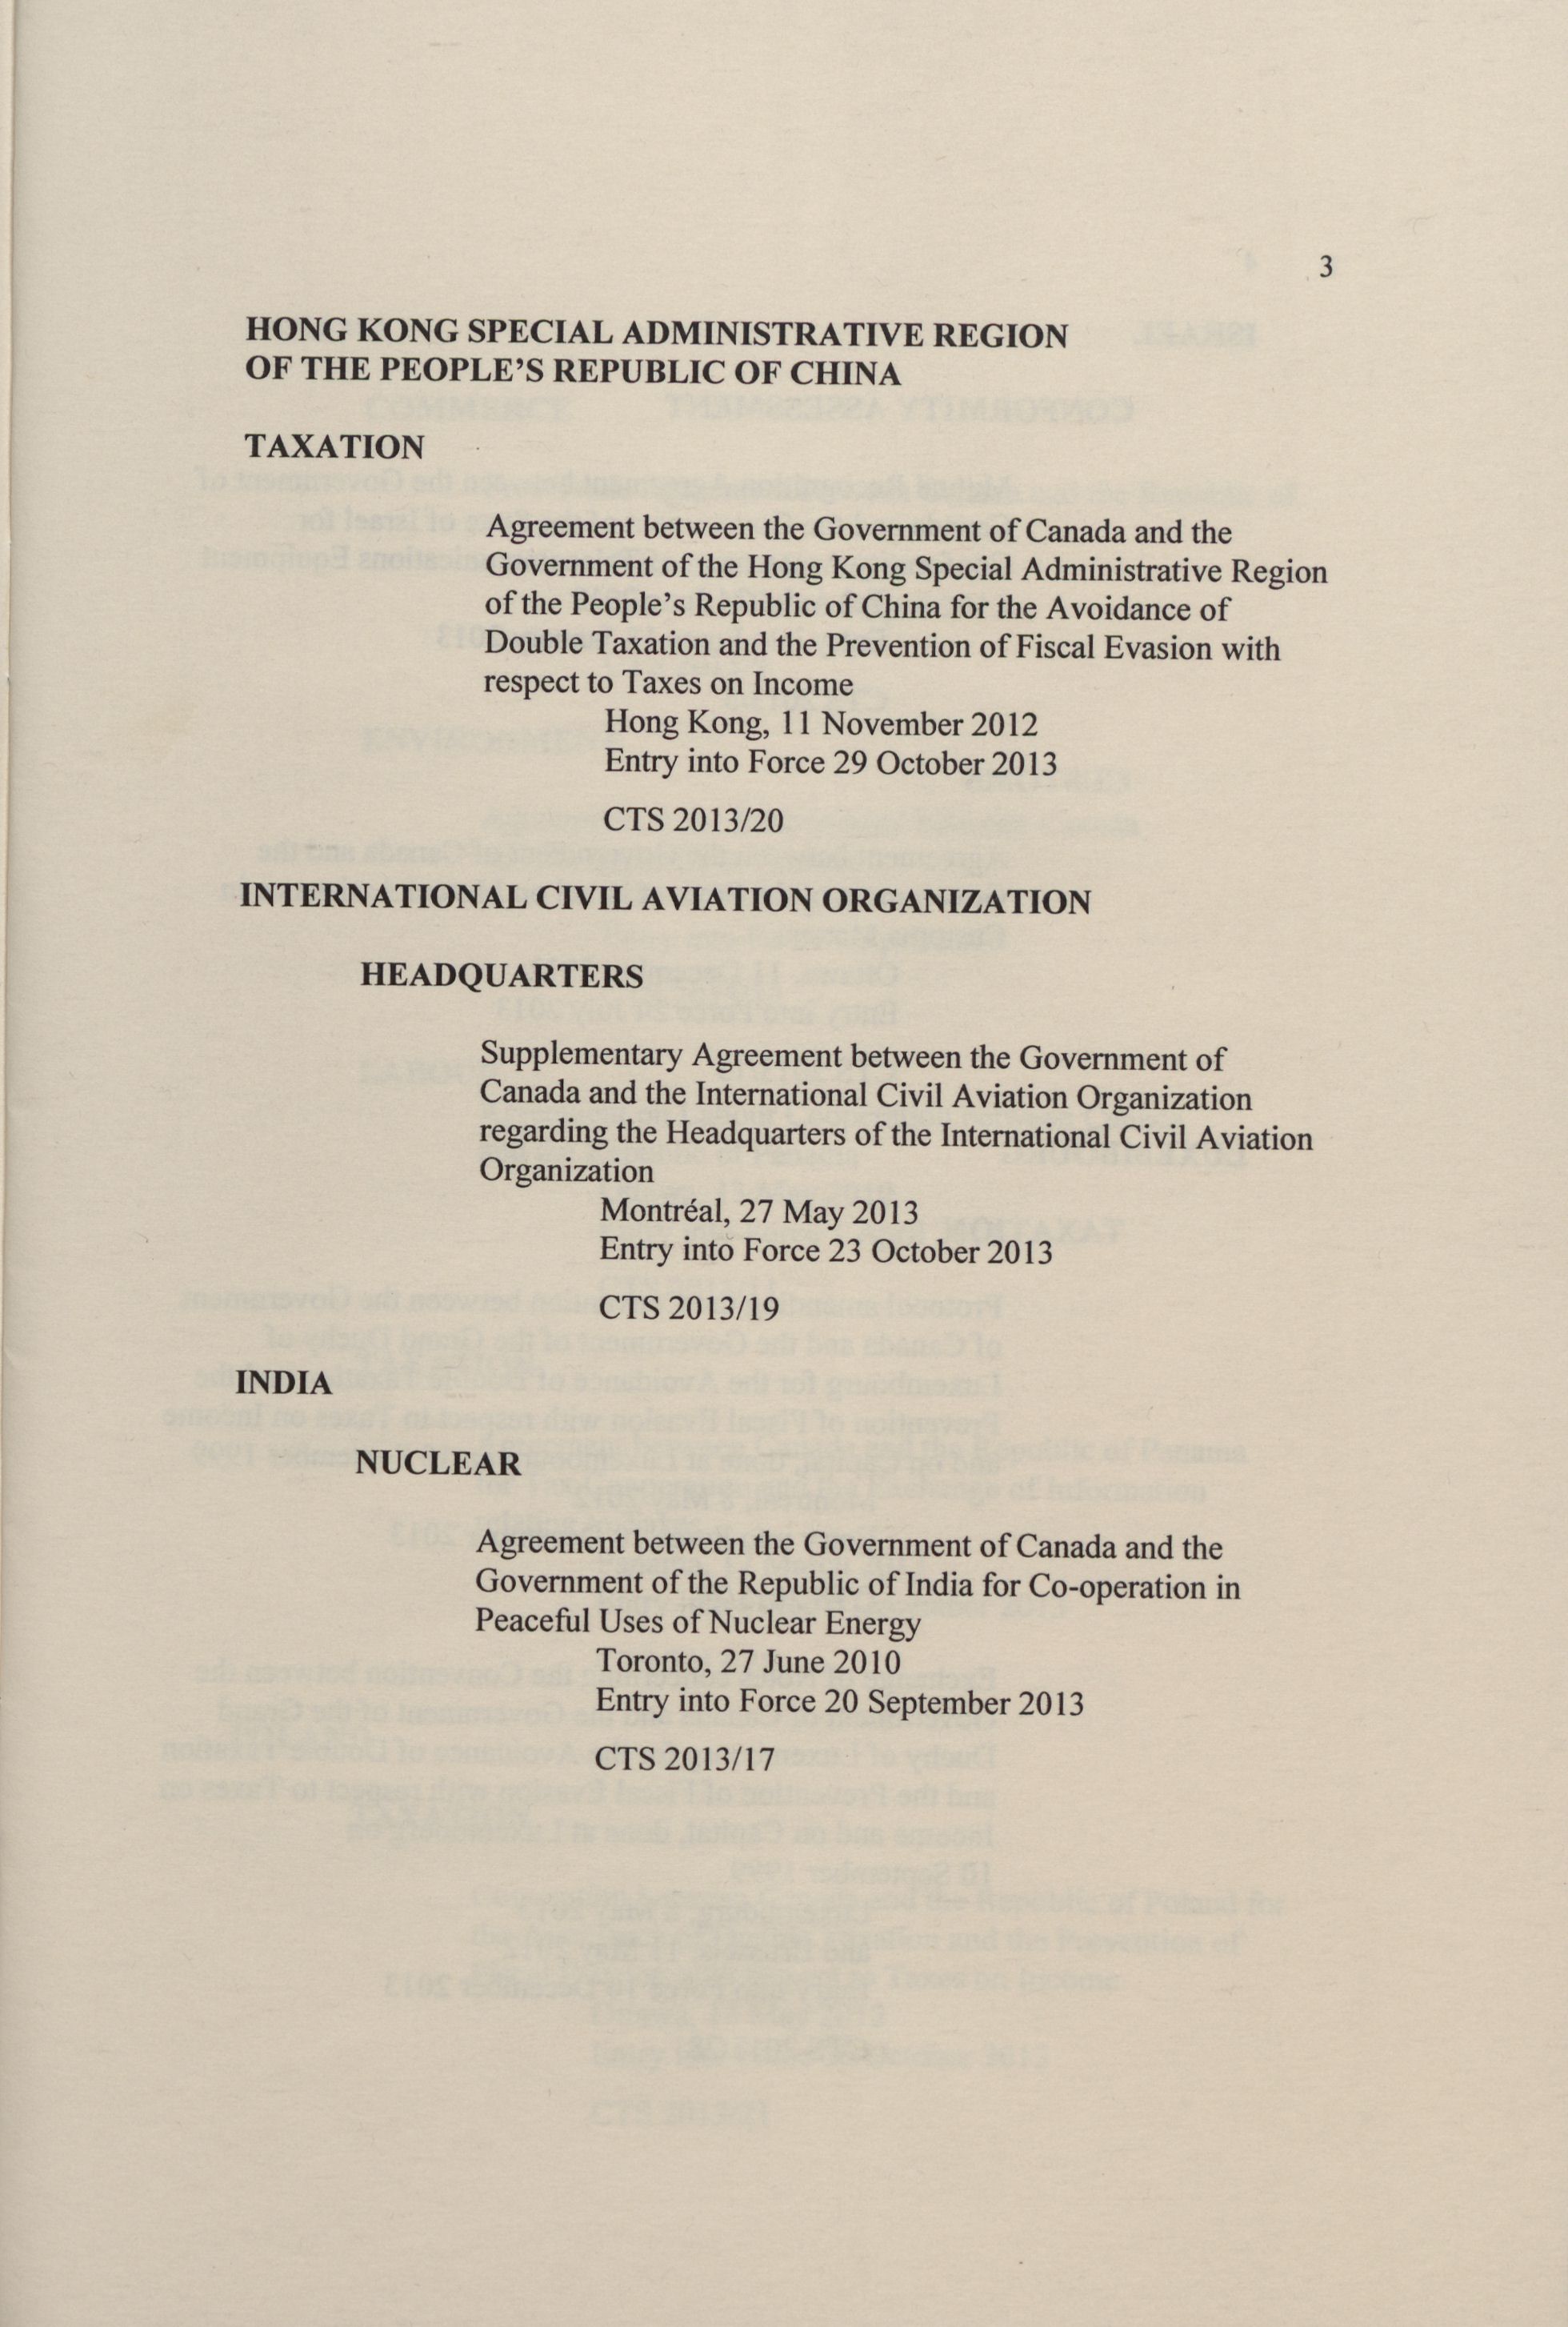 3
HONG KONG SPECIAL ADMINISTRATIVE REGION
OF THE PEOPLE'S REPUBLIC OF CHINA
TAXATION
Agreement between the Government of Canada and the
Government of the Hong Kong Special Administrative Region
of the People's Republic of China for the Avoidance of
Double Taxation and the Prevention of Fiscal Evasion with
respect to Taxes on Income
Hong Kong, 11 November 2012
Entry into Force 29 October 2013
CTS 2013/20
INTERNATIONAL CIVIL AVIATION ORGANIZATION
HEADQUARTERS
Supplementary Agreement between the Government of
Canada and the International Civil Aviation Organization
regarding the Headquarters of the International Civil Aviation
Organization
Montréal, 27 May 2013
Entry into Force 23 October 2013
CTS 2013/19
INDIA
NUCLEAR
Agreement between the Government of Canada and the
Government of the Republic of India for Co-operation in
Peaceful Uses of Nuclear Energy
Toronto, 27 June 2010
Entry into Force 20 September 2013
CTS 2013/17